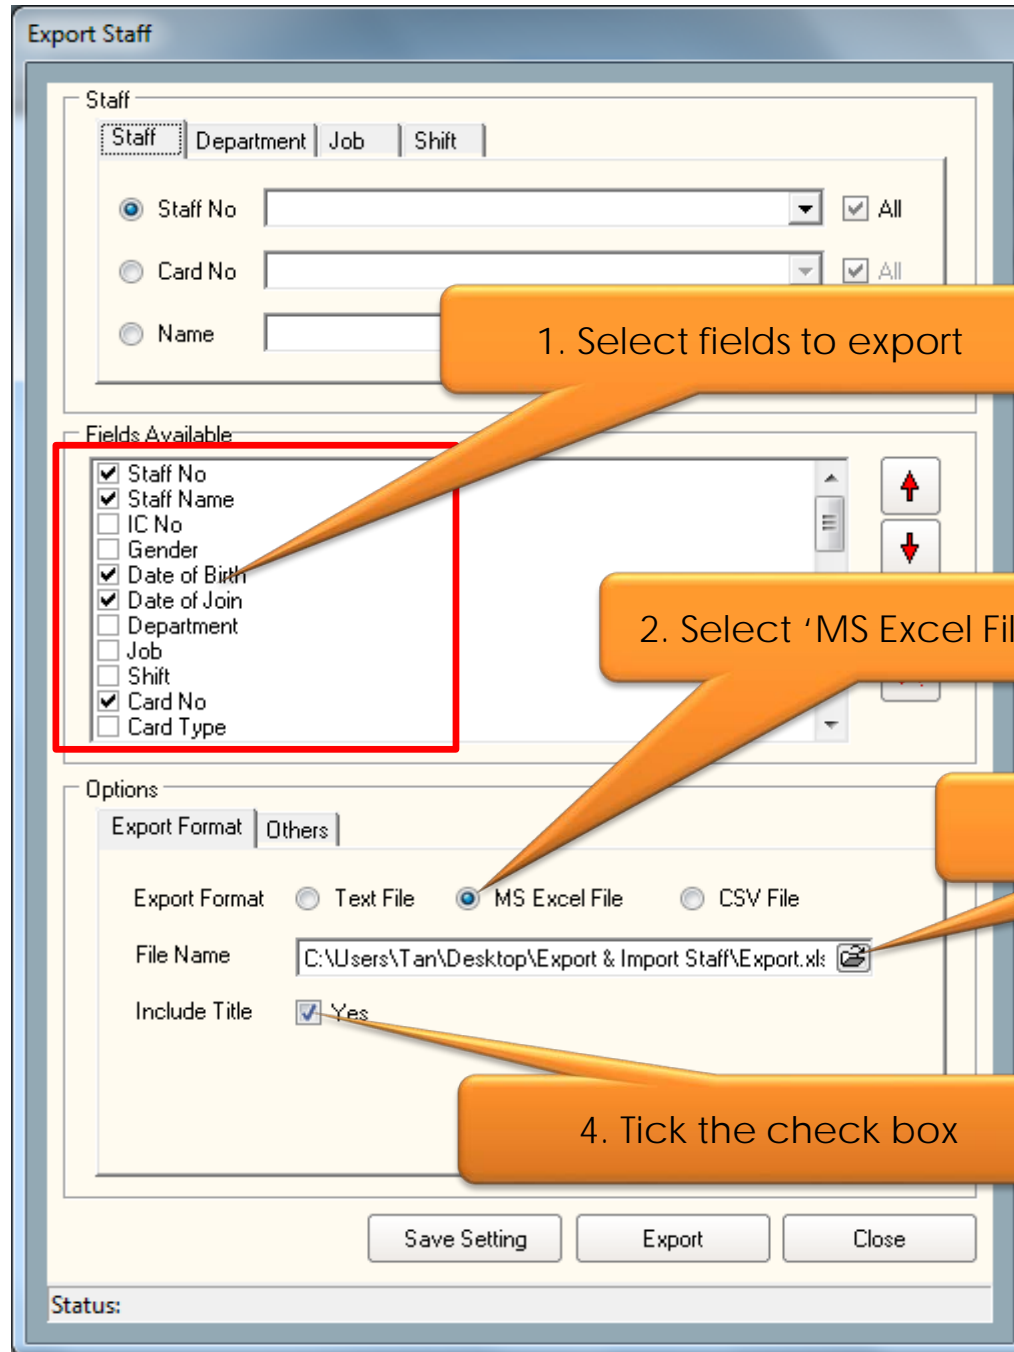 Export Staff
Staff
Staff Department Job Shift
Staff No All
Card No All
Name
1. Select fields to export
Fields Available
Staff No
Staff Name
IC No
Gender
Date of Birth
Date of Join
Department
Job
Shift
Card No
Card Type
2. Select ‘MS Excel Fil
Options
Export Format Others
Export Format Text File MS Excel File CSV File
File Name C:\Users\Tan\Desktop\Export & Import Staff\Export.xls
Include Title Yes
4. Tick the check box
Save Setting Export Close
Status: